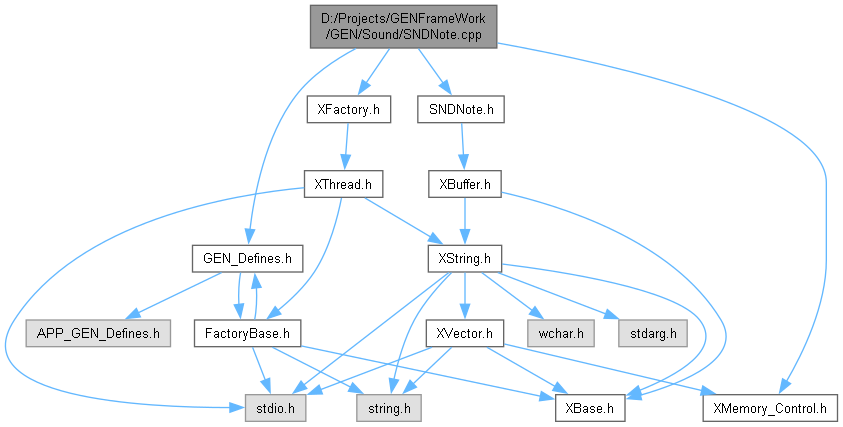 D:/Projects/GENFrameWork
/GEN/Sound/SNDNote.cpp
XFactory.h
SNDNote.h
XThread.h
XBuffer.h
GEN_Defines.h
XString.h
APP_GEN_Defines.h
FactoryBase.h
XVector.h
wchar.h
stdarg.h
stdio.h
string.h
XBase.h
XMemory_Control.h